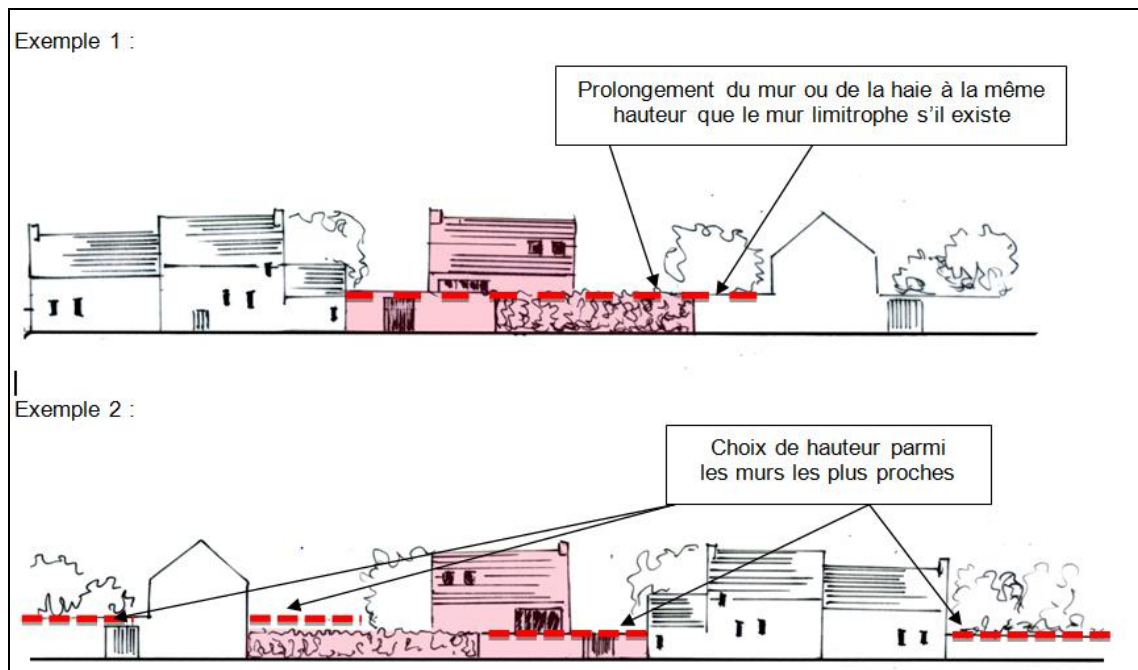 Exemple 1 :
Prolongement du mur ou de la haie à la même
hauteur que le mur limitrophe s'il existe
Exemple 2 :
Choix de hauteur parmi
les murs les plus proches